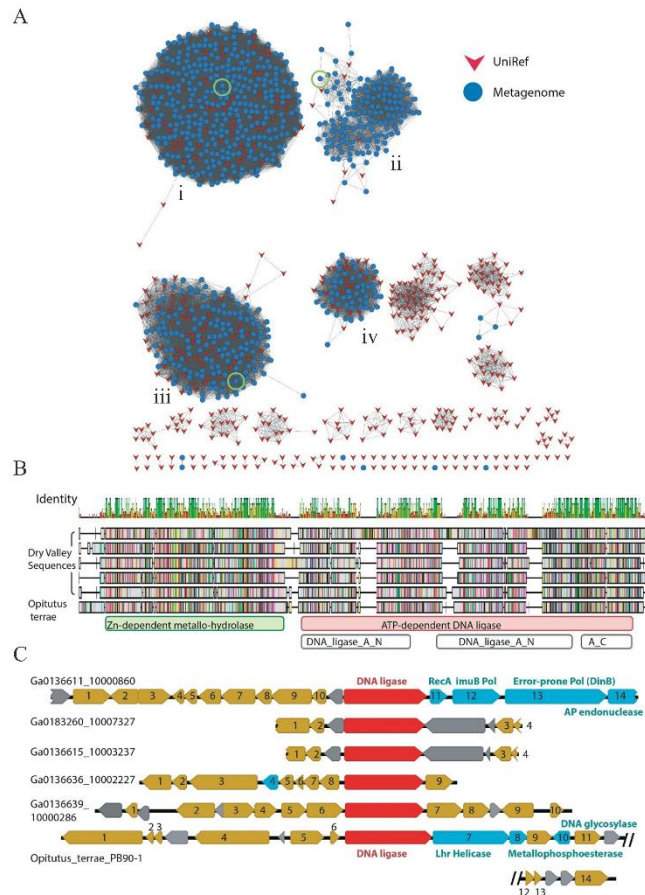 A
UniRef
Metagenome
i
ii
iii
iv
B
Identity
Dry Valley
Sequences
Opitutus
terrae
Zn-dependent metallo-hydrolase
ATP-dependent DNA ligase
DNA_ligase_A_N
DNA_ligase_A_N
A_C
C
Ga0136611_10000860
DNA ligase
RecA imuB Pol
Error-prone Pol (DinB)
1 2 3 4 5 6 7 8 9 10 11 12 13 14
AP endonuclease
Ga0183260_10007327
1 2 3 4
Ga0136615_10003237
1 2 3 4
Ga0136636_10002227
1 2 3 4 5 6 7 8 9
Ga0136639_
10000286
1 2 3 4 5 6 7 8 9 10
DNA glycosylase
1 2 3 4 5 6 7 8 9 10 11
Opitutus_terrae_PB90-1
DNA ligase
Lhr Helicase
Metallophosphoesterase
12 13 14